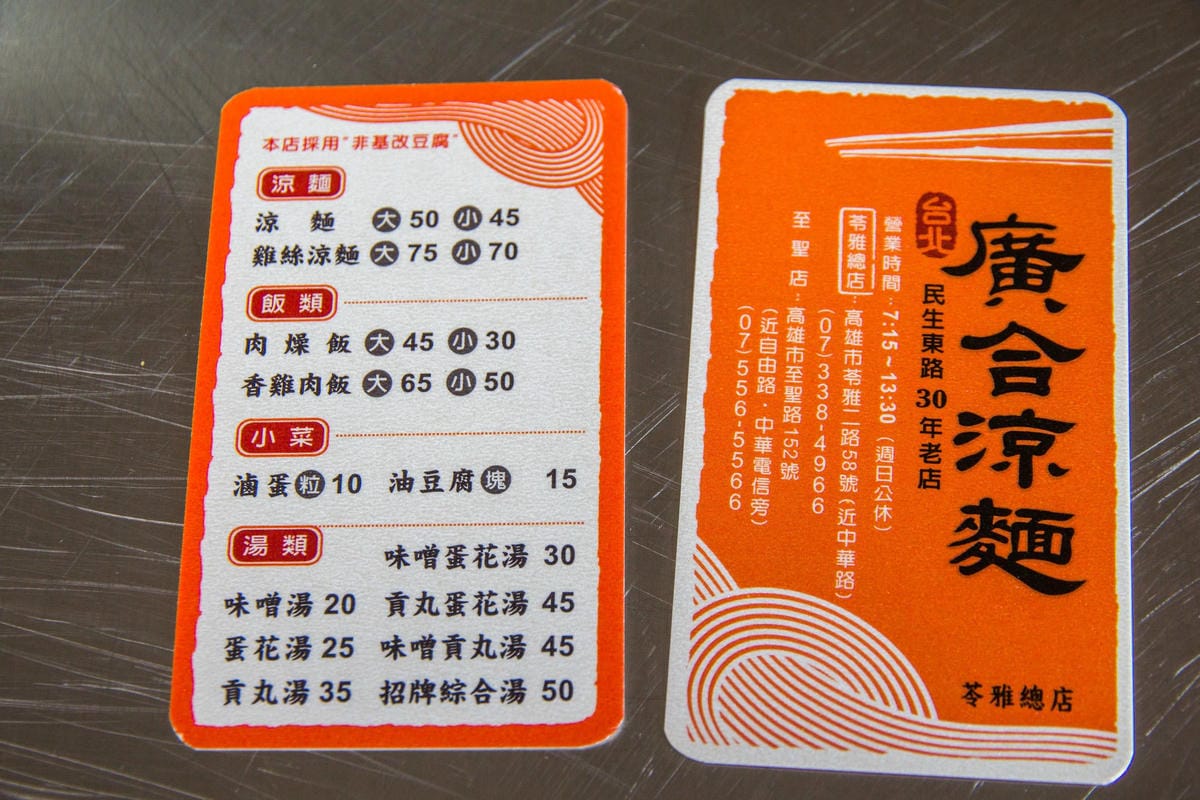 本店採用"非基改豆腐"
涼麵
涼麵 大 50 小 45
雞絲涼麵 大 75 小 70
飯類
肉燥飯 大 45 小 30
香雞肉飯 大 65 小 50
小菜
滷蛋 粒 10 油豆腐 塊 15
湯類
味噌蛋花湯 30
味噌湯 20 貢丸蛋花湯 45
蛋花湯 25 味噌貢丸湯 45
貢丸湯 35 招牌綜合湯 50
台北
廣合涼麵
民生東路30年老店
營業時間:7:15~13:30(週日公休)
苓雅總店:高雄市苓雅二路58號(近中華路)
(07)338-4966
至聖店:高雄市至聖路152號
(近自由路.中華電信旁)
(07)556-5566
苓雅總店